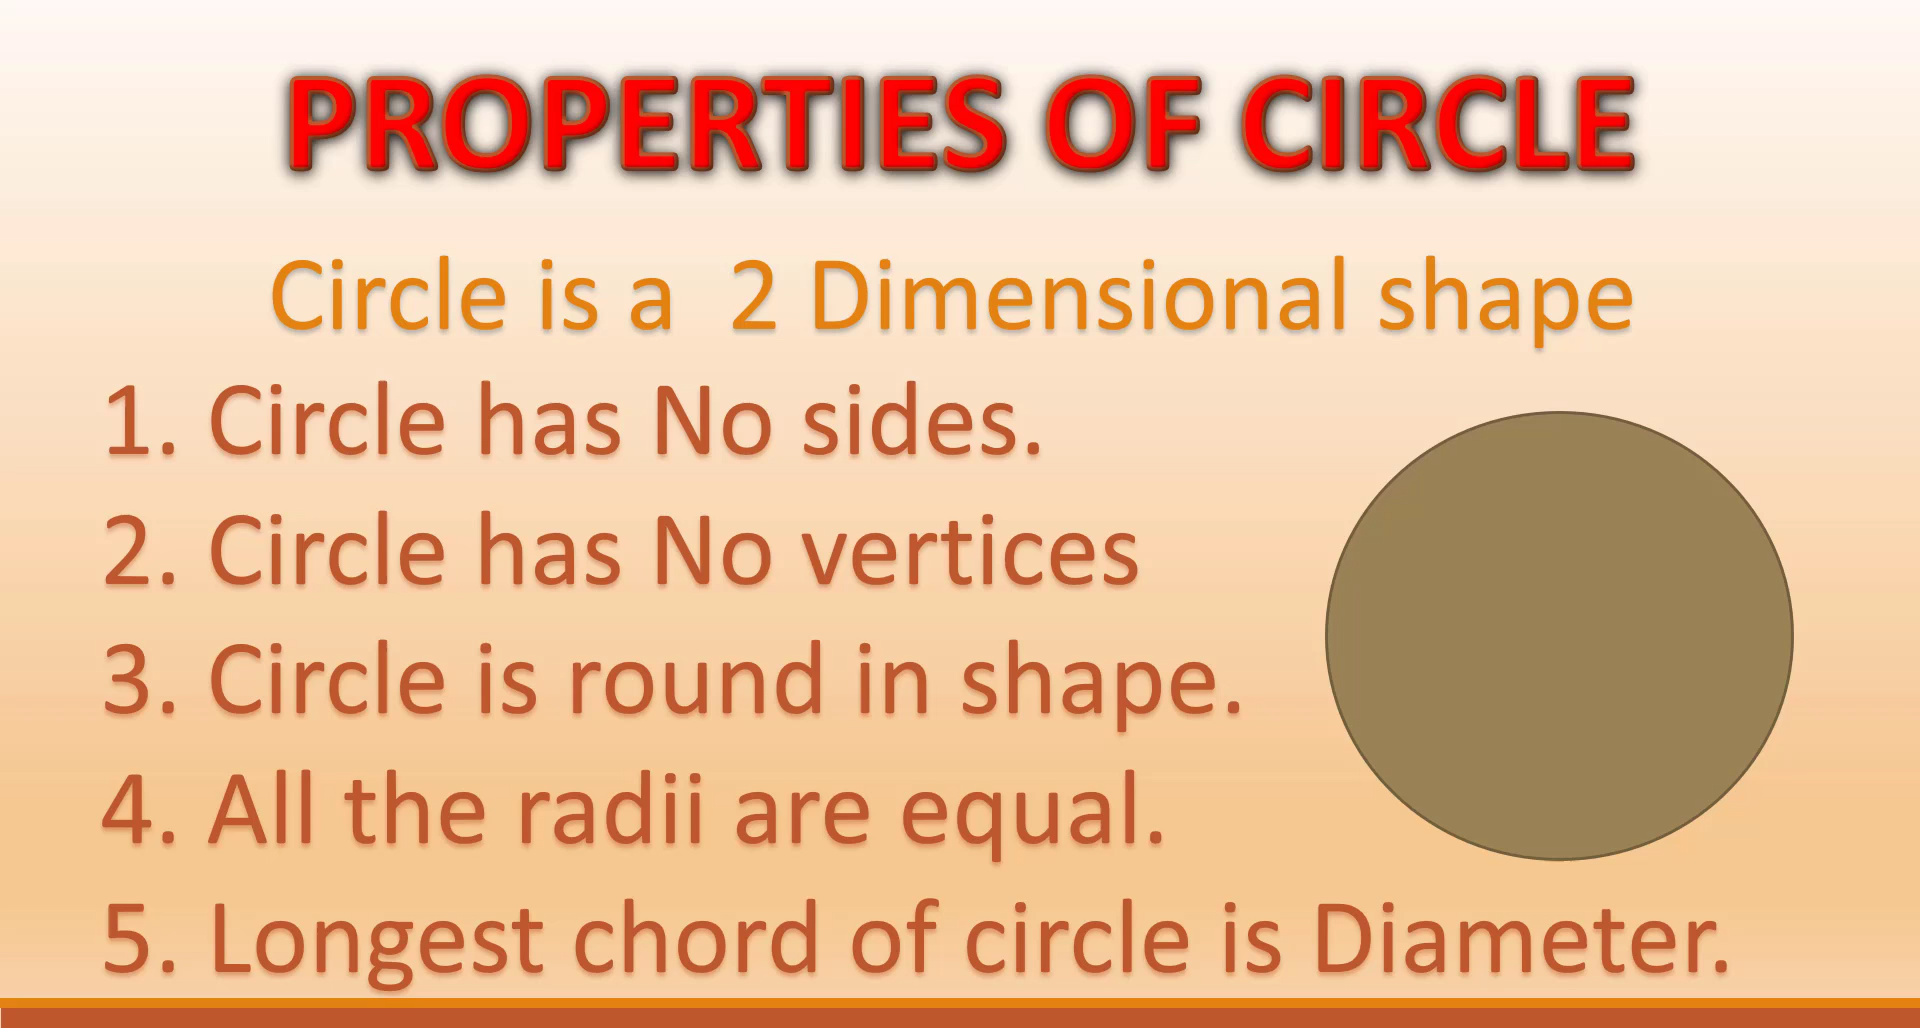 PROPERTIES OF CIRCLE
Circle is a  2 Dimensional shape
1. Circle has No sides.
2. Circle has No vertices
3. Circle is round in shape.
4. All the radii are equal.
5. Longest chord of circle is Diameter.